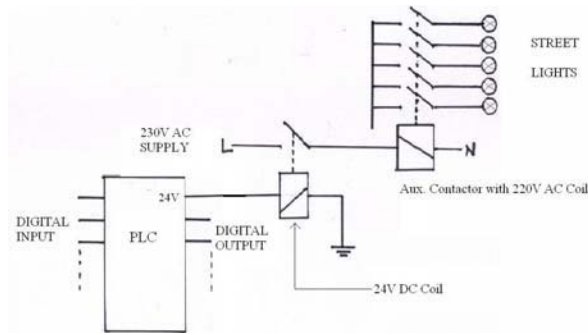 STREET
LIGHTS
230V AC
SUPPLY
L
N
Aux. Contactor with 220V AC Coil
24V
DIGITAL
INPUT
PLC
DIGITAL
OUTPUT
24V DC Coil